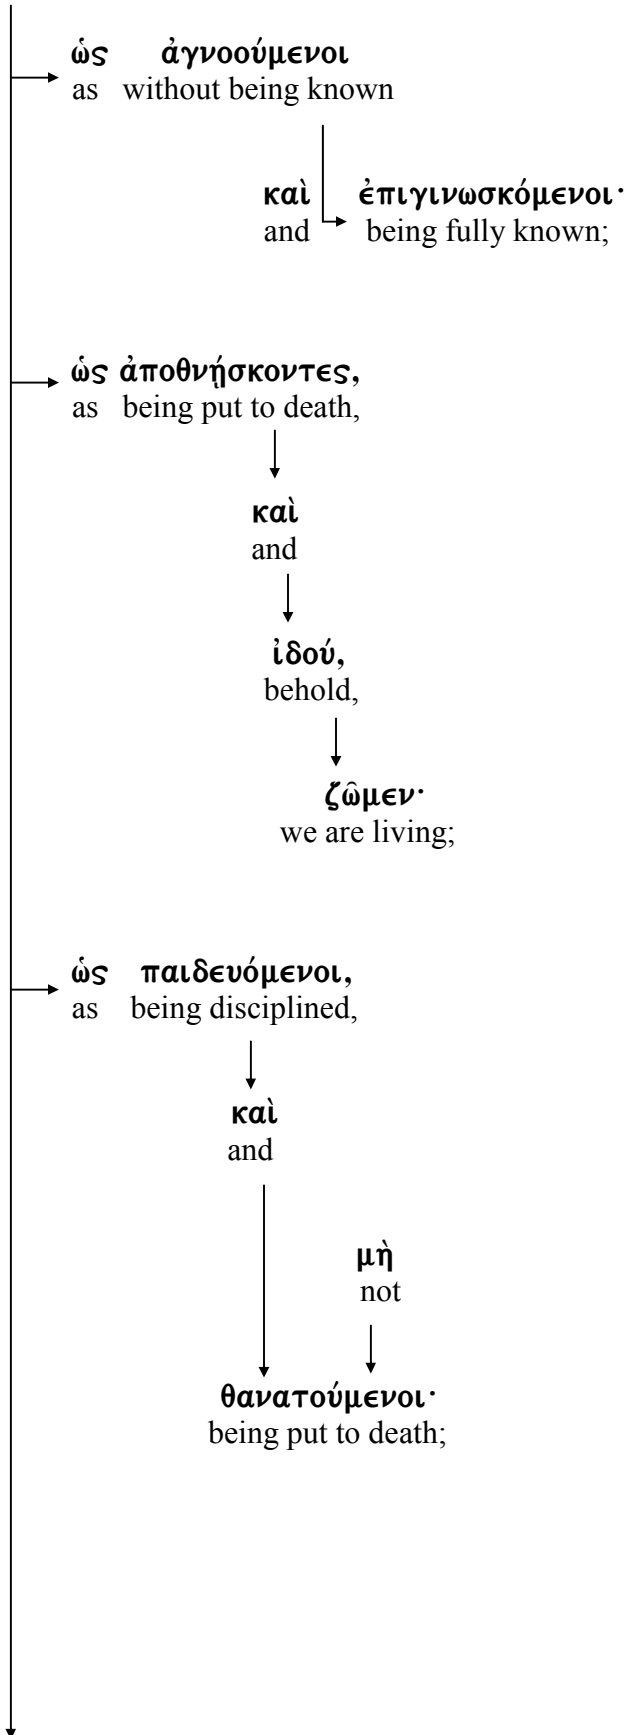 ὡς ἀγνοούμενοι
as without being known
καὶ ἐπιγινωσκόμενοι·
and being fully known;
ὡς ἀποθνῄσκοντες,
as being put to death,
καὶ
and
ἰδού,
behold,
ζῶμεν·
we are living;
ὡς παιδευόμενοι,
as being disciplined,
καὶ
and
μὴ
not
θανατούμενοι·
being put to death;